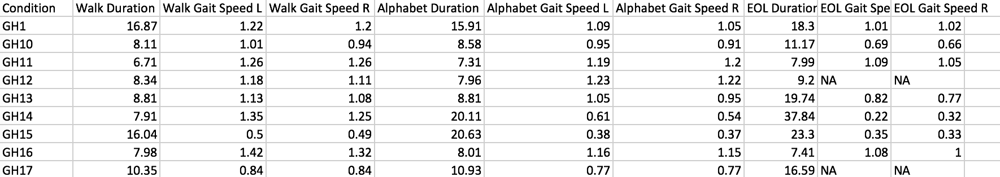 Condition Walk Duration Walk Gait Speed L Walk Gait Speed R Alphabet Duration Alphabet Gait Speed L Alphabet Gait Speed R EOL Duration EOL Gait Spe EOL Gait Speed R
GH1 16.87 1.22 1.2 15.91 1.09 1.05 18.3 1.01 1.02
GH10 8.11 1.01 0.94 8.58 0.95 0.91 11.17 0.69 0.66
GH11 6.71 1.26 1.26 7.31 1.19 1.2 7.99 1.09 1.05
GH12 8.34 1.18 1.11 7.96 1.23 1.22 9.2 NA NA
GH13 8.81 1.13 1.08 8.81 1.05 0.95 19.74 0.82 0.77
GH14 7.91 1.35 1.25 20.11 0.61 0.54 37.84 0.22 0.32
GH15 16.04 0.5 0.49 20.63 0.38 0.37 23.3 0.35 0.33
GH16 7.98 1.42 1.32 8.01 1.16 1.15 7.41 1.08 1
GH17 10.35 0.84 0.84 10.93 0.77 0.77 16.59 NA NA